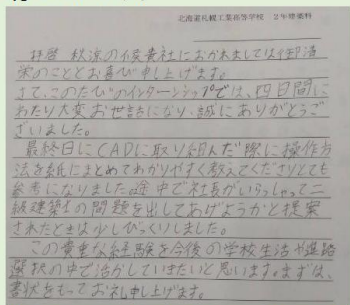 北海道札幌工業高等学校 2年建築科
拝啓 秋涼の候貴社におかれましては御清
栄のこととお喜び申し上げます。
さて、このたびのインターンシップでは、四日間に
わたり大変お世話になり、誠にありがとうご
ざいました。
最終日にCADに取り組んだ際に操作方
法を紙にまとめてわかりやすく教えてくださりとても
参考になりました。途中で社長がいらっしゃって二
級建築士の問題を出してあげようかと提案
されたときは少しびっくりしました。
この貴重な経験を今後の学校生活や進路
選択の中で活かしていきたいと思います。まずは、
書状をもってお礼申し上げます。